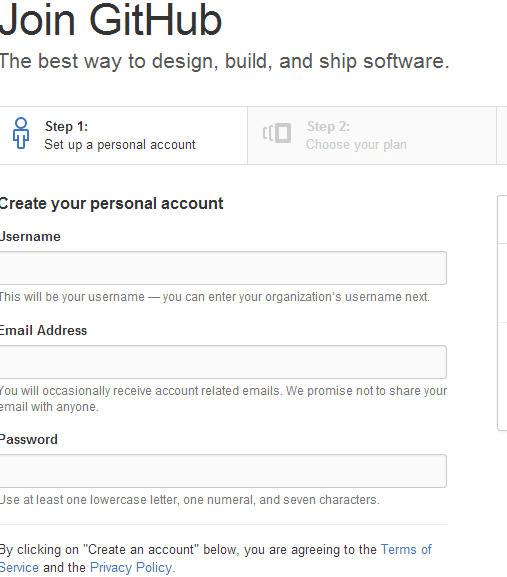 Join GitHub
The best way to design, build, and ship software.
Step 1:
Set up a personal account
Step 2:
Choose your plan
Create your personal account
Username
This will be your username — you can enter your organization's username next.
Email Address
You will occasionally receive account related emails. We promise not to share your
email with anyone.
Password
Use at least one lowercase letter, one numeral, and seven characters.
By clicking on "Create an account" below, you are agreeing to the Terms of
Service and the Privacy Policy.